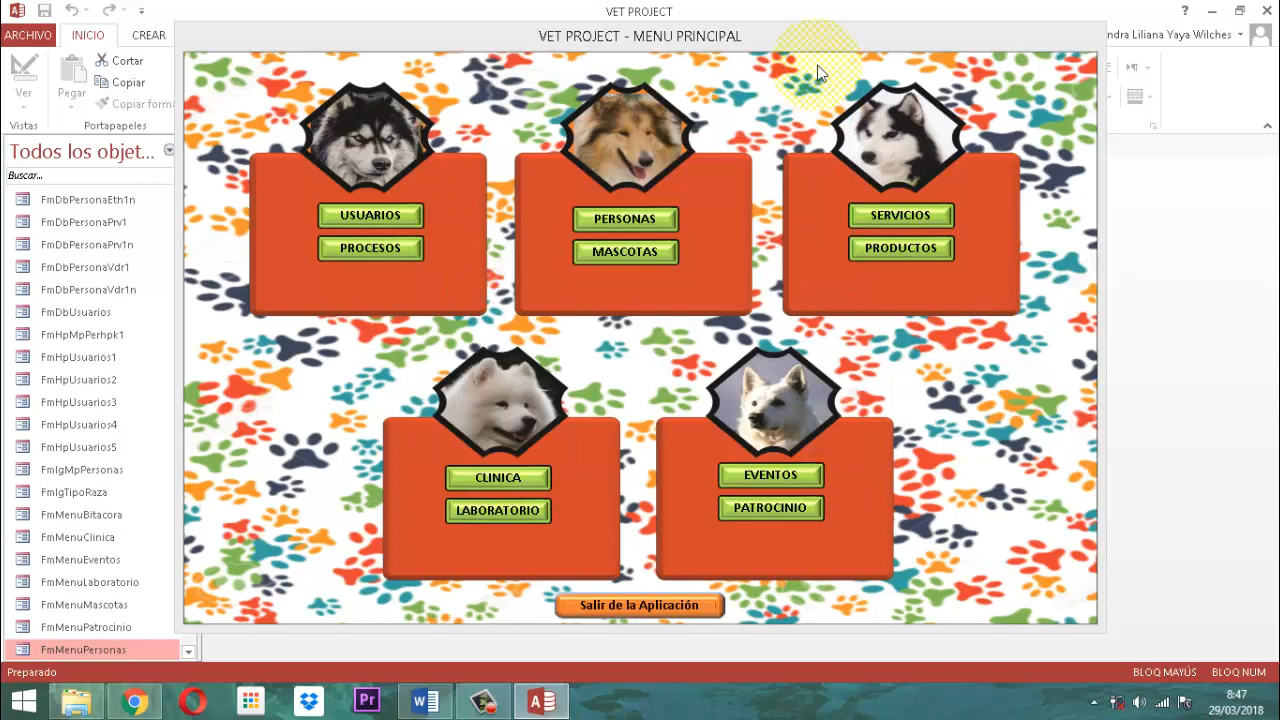 VET PROJECT
ARCHIVO
INICIO
CREAR
ndra Liliana Yaya Wilches
Ver
Pegar
Cortar
Copiar
Copiar forma
Vistas
Portapapeles
Todos los objet...
Buscar...
FmDbPersonaEth1n
FmDbPersonaPrv1
FmDbPersonaPrv1n
FmDbPersonaVdr1
FmDbPersonaVdr1n
FmDbUsuarios
FmHpMpPerhpk1
FmHpUsuarios1
FmHpUsuarios2
FmHpUsuarios3
FmHpUsuarios4
FmHpUsuarios5
FmIgMpPersonas
FmIgTipoRaza
FmMenuBitacora
FmMenuClinica
FmMenuEventos
FmMenuLaboratorio
FmMenuMascotas
FmMenuPatrocinio
FmMenuPersonas
VET PROJECT - MENU PRINCIPAL
USUARIOS
PROCESOS
PERSONAS
MASCOTAS
SERVICIOS
PRODUCTOS
CLINICA
LABORATORIO
EVENTOS
PATROCINIO
Salir de la Aplicación
Preparado
BLOQ MAYÚS
BLOQ NUM
Pr
8:47
29/03/2018